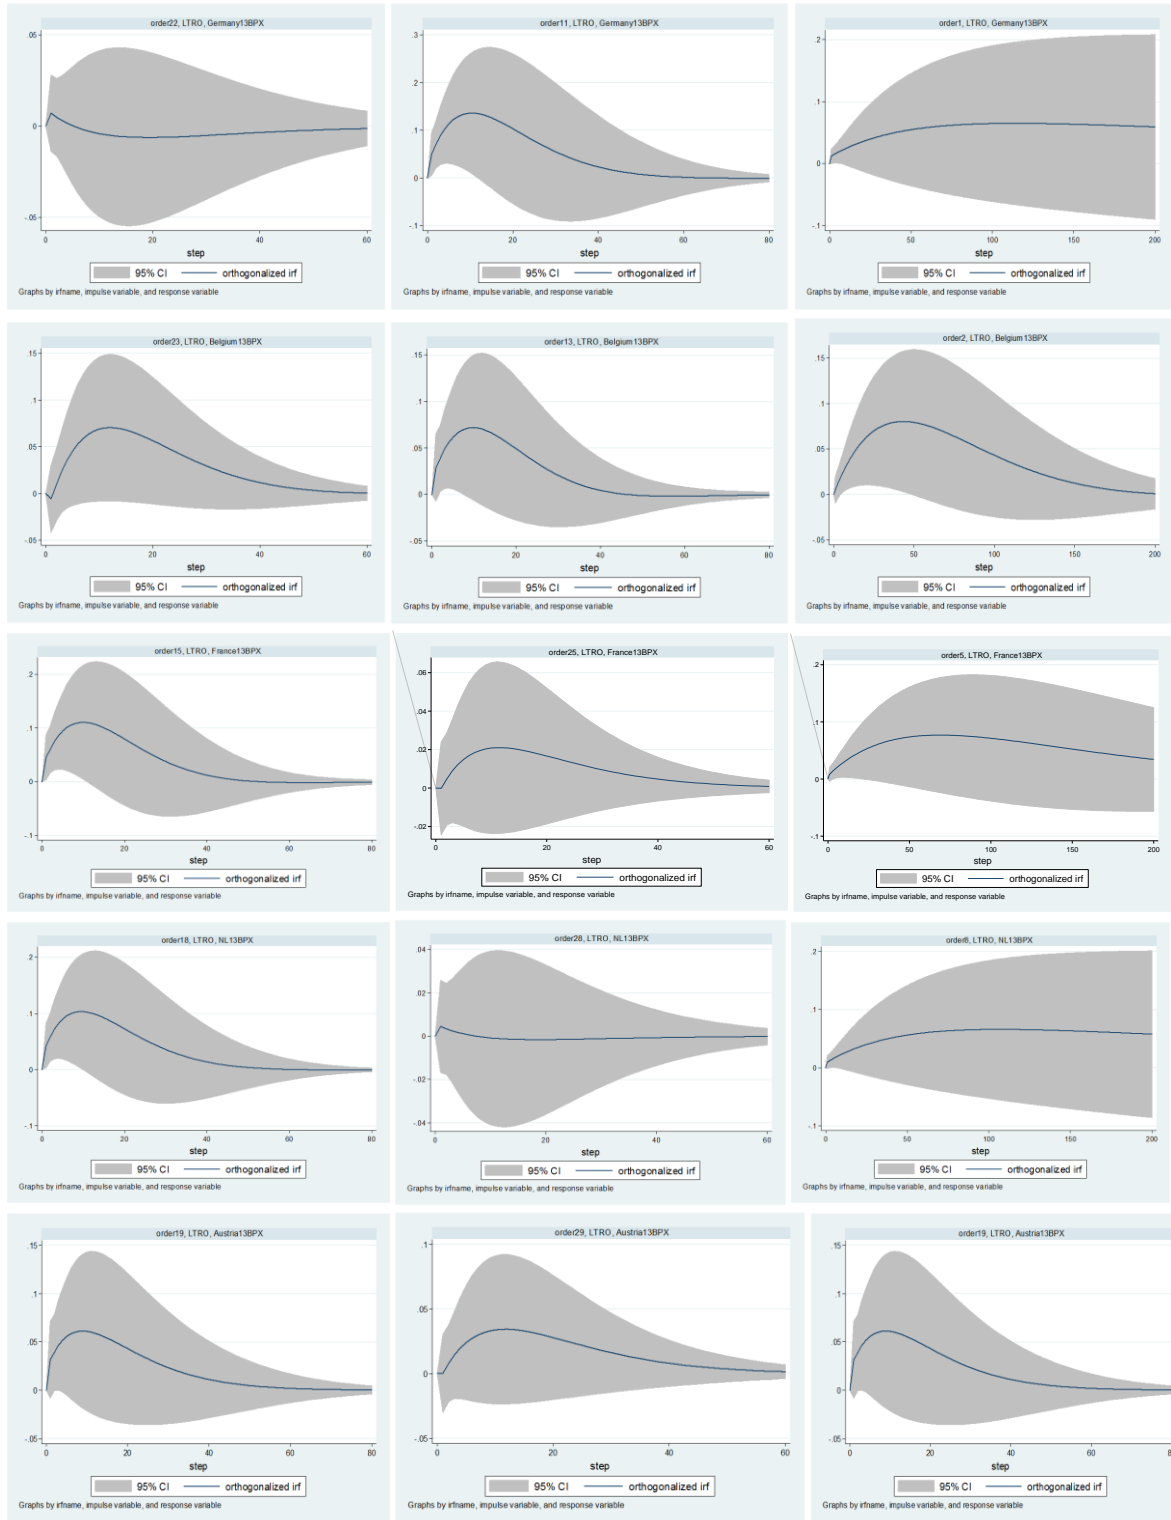 order22, LTRO, Germany13BPX
.05
0
-.05
0 20 40 60
step
95% CI orthogonalized irf
Graphs by irfname, impulse variable, and response variable
order11, LTRO, Germany13BPX
.3
.2
.1
0
-.1
0 20 40 60 80
step
95% CI orthogonalized irf
Graphs by irfname, impulse variable, and response variable
order1, LTRO, Germany13BPX
.2
.1
0
-.1
0 50 100 150 200
step
95% CI orthogonalized irf
Graphs by irfname, impulse variable, and response variable
order23, LTRO, Belgium13BPX
.15
.1
.05
0
-.05
0 20 40 60
step
95% CI orthogonalized irf
Graphs by irfname, impulse variable, and response variable
order13, LTRO, Belgium13BPX
.15
.1
.05
0
-.05
0 20 40 60 80
step
95% CI orthogonalized irf
Graphs by irfname, impulse variable, and response variable
order2, LTRO, Belgium13BPX
.15
.1
.05
0
-.05
0 50 100 150 200
step
95% CI orthogonalized irf
Graphs by irfname, impulse variable, and response variable
order15, LTRO, France13BPX
.2
.1
0
-.1
0 20 40 60 80
step
95% CI orthogonalized irf
Graphs by irfname, impulse variable, and response variable
order25, LTRO, France13BPX
.06
.04
.02
0
-.02
0 20 40 60
step
95% CI orthogonalized irf
Graphs by irfname, impulse variable, and response variable
order5, LTRO, France13BPX
.2
.1
0
-.1
0 50 100 150 200
step
95% CI orthogonalized irf
Graphs by irfname, impulse variable, and response variable
order18, LTRO, NL13BPX
.2
.1
0
-.1
0 20 40 60 80
step
95% CI orthogonalized irf
Graphs by irfname, impulse variable, and response variable
order28, LTRO, NL13BPX
.04
.02
0
-.02
-.04
0 20 40 60
step
95% CI orthogonalized irf
Graphs by irfname, impulse variable, and response variable
order8, LTRO, NL13BPX
.2
.1
0
-.1
0 50 100 150 200
step
95% CI orthogonalized irf
Graphs by irfname, impulse variable, and response variable
order19, LTRO, Austria13BPX
.15
.1
.05
0
-.05
0 20 40 60 80
step
95% CI orthogonalized irf
Graphs by irfname, impulse variable, and response variable
order29, LTRO, Austria13BPX
.1
.05
0
-.05
0 20 40 60
step
95% CI orthogonalized irf
Graphs by irfname, impulse variable, and response variable
order19, LTRO, Austria13BPX
.15
.1
.05
0
-.05
0 20 40 60 80
step
95% CI orthogonalized irf
Graphs by irfname, impulse variable, and response variable